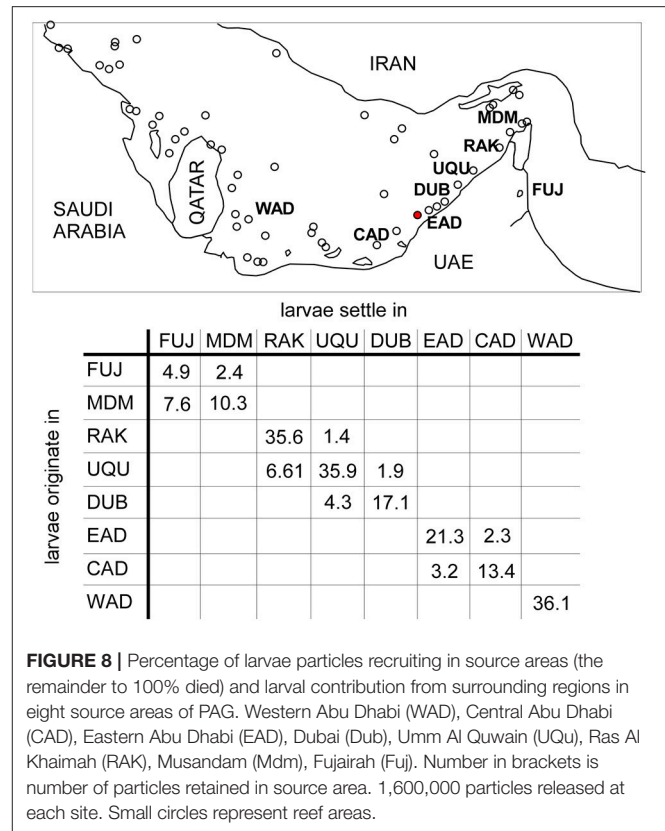 IRAN
MDM
RAK
UQU
DUB
FUJ
QATAR
SAUDI
ARABIA
WAD
CAD
EAD
UAE
larvae settle in
FUJ MDM RAK UQU DUB EAD CAD WAD
larvae originate in
FUJ 4.9 2.4
MDM 7.6 10.3
RAK 35.6 1.4
UQU 6.61 35.9 1.9
DUB 4.3 17.1
EAD 21.3 2.3
CAD 3.2 13.4
WAD 36.1
FIGURE 8 | Percentage of larvae particles recruiting in source areas (the
remainder to 100% died) and larval contribution from surrounding regions in
eight source areas of PAG. Western Abu Dhabi (WAD), Central Abu Dhabi
(CAD), Eastern Abu Dhabi (EAD), Dubai (Dub), Umm Al Quwain (UQu), Ras Al
Khaimah (RAK), Musandam (Mdm), Fujairah (Fuj). Number in brackets is
number of particles retained in source area. 1,600,000 particles released at
each site. Small circles represent reef areas.